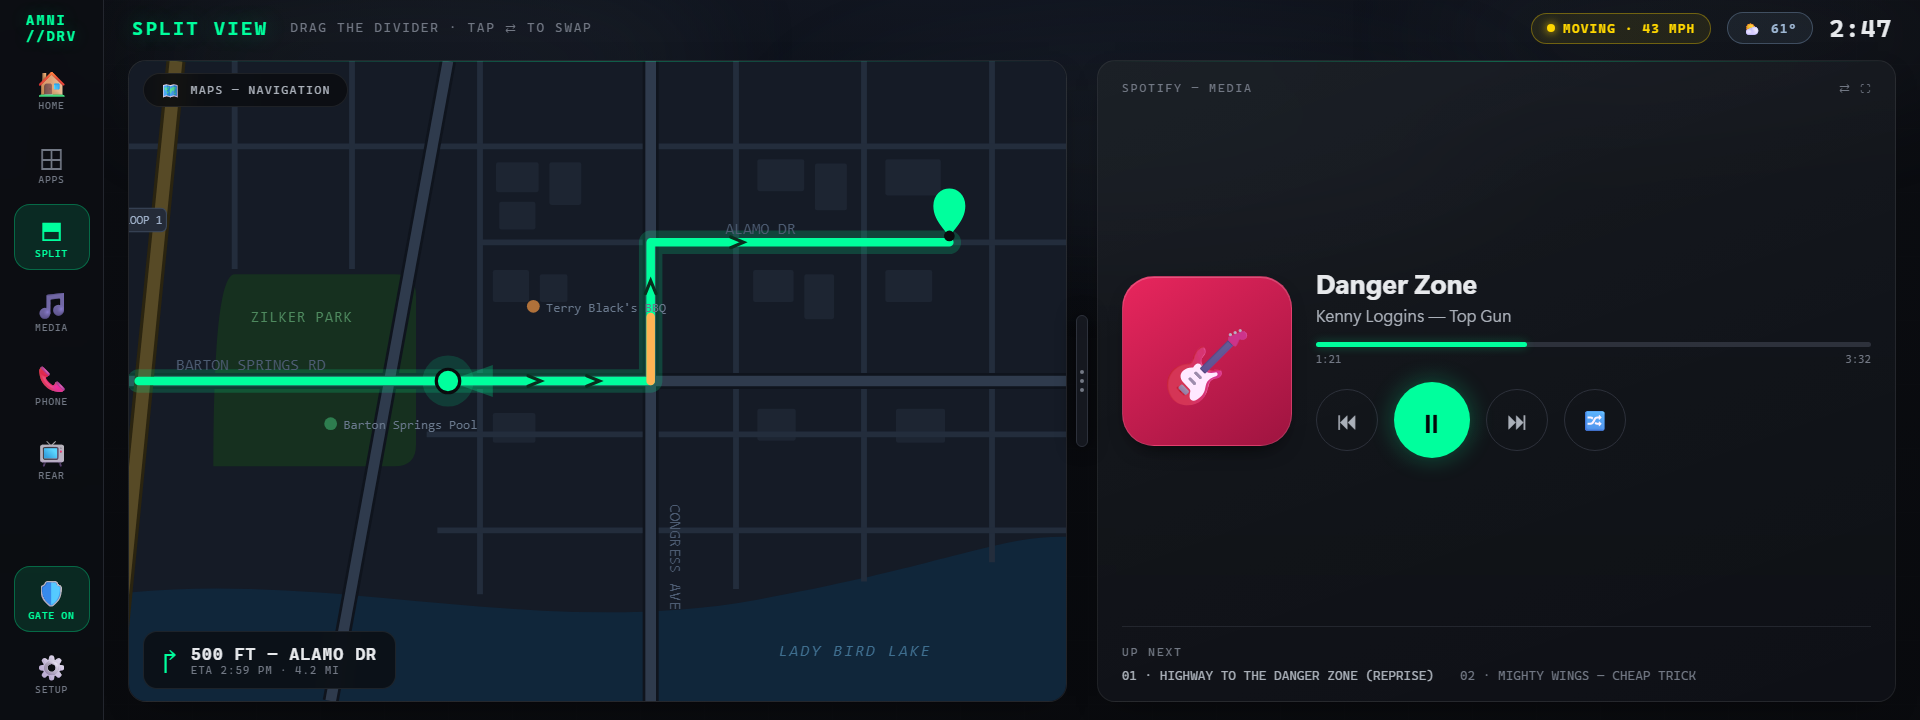 AMNI
//DRV
HOME
APPS
SPLIT
MEDIA
PHONE
REAR
GATE ON
SETUP
SPLIT VIEW
DRAG THE DIVIDER · TAP ⇄ TO SWAP
MOVING · 43 MPH
61°
2:47
MAPS — NAVIGATION
OOP 1
ALAMO DR
Terry Black's BBQ
ZILKER PARK
BARTON SPRINGS RD
Barton Springs Pool
CONGRESS AVE
LADY BIRD LAKE
500 FT — ALAMO DR
ETA 2:59 PM · 4.2 MI
SPOTIFY — MEDIA
Danger Zone
Kenny Loggins — Top Gun
1:21
3:32
UP NEXT
01 · HIGHWAY TO THE DANGER ZONE (REPRISE)
02 · MIGHTY WINGS — CHEAP TRICK